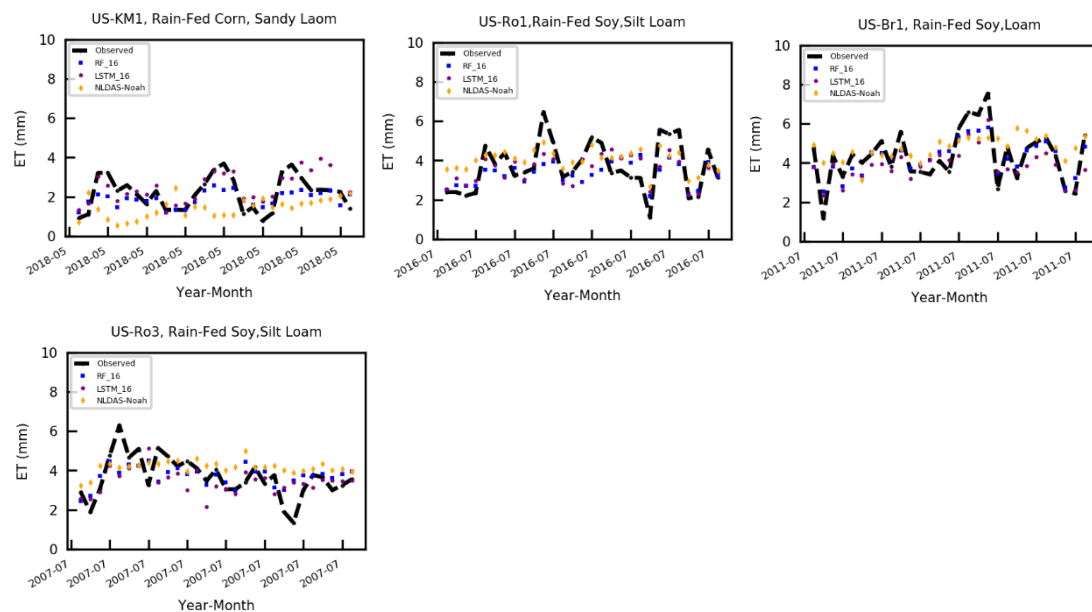 US-KM1, Rain-Fed Corn, Sandy Laom
10
8
6
4
2
0
ET (mm)
Observed
RF_16
LSTM_16
NLDAS-Noah
2018-05
2018-05
2018-05
2018-05
2018-05
2018-05
2018-05
2018-05
Year-Month
US-Ro1,Rain-Fed Soy,Silt Loam
10
8
6
4
2
0
ET (mm)
Observed
RF_16
LSTM_16
NLDAS-Noah
2016-07
2016-07
2016-07
2016-07
2016-07
2016-07
2016-07
2016-07
Year-Month
US-Br1, Rain-Fed Soy,Loam
10
8
6
4
2
0
ET (mm)
Observed
RF_16
LSTM_16
NLDAS-Noah
2011-07
2011-07
2011-07
2011-07
2011-07
2011-07
2011-07
2011-07
Year-Month
US-Ro3, Rain-Fed Soy,Silt Loam
10
8
6
4
2
0
ET (mm)
Observed
RF_16
LSTM_16
NLDAS-Noah
2007-07
2007-07
2007-07
2007-07
2007-07
2007-07
2007-07
2007-07
Year-Month